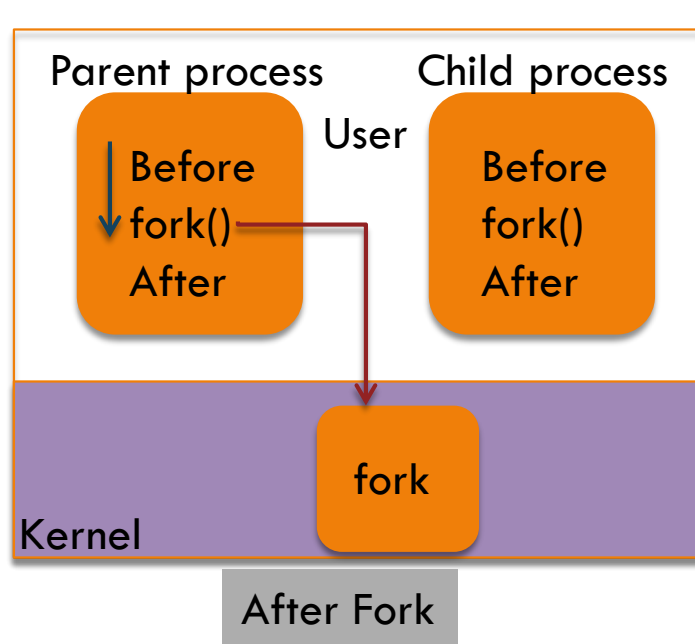 Parent process
Child process
User
Before
fork()
After
Before
fork()
After
fork
Kernel
After Fork